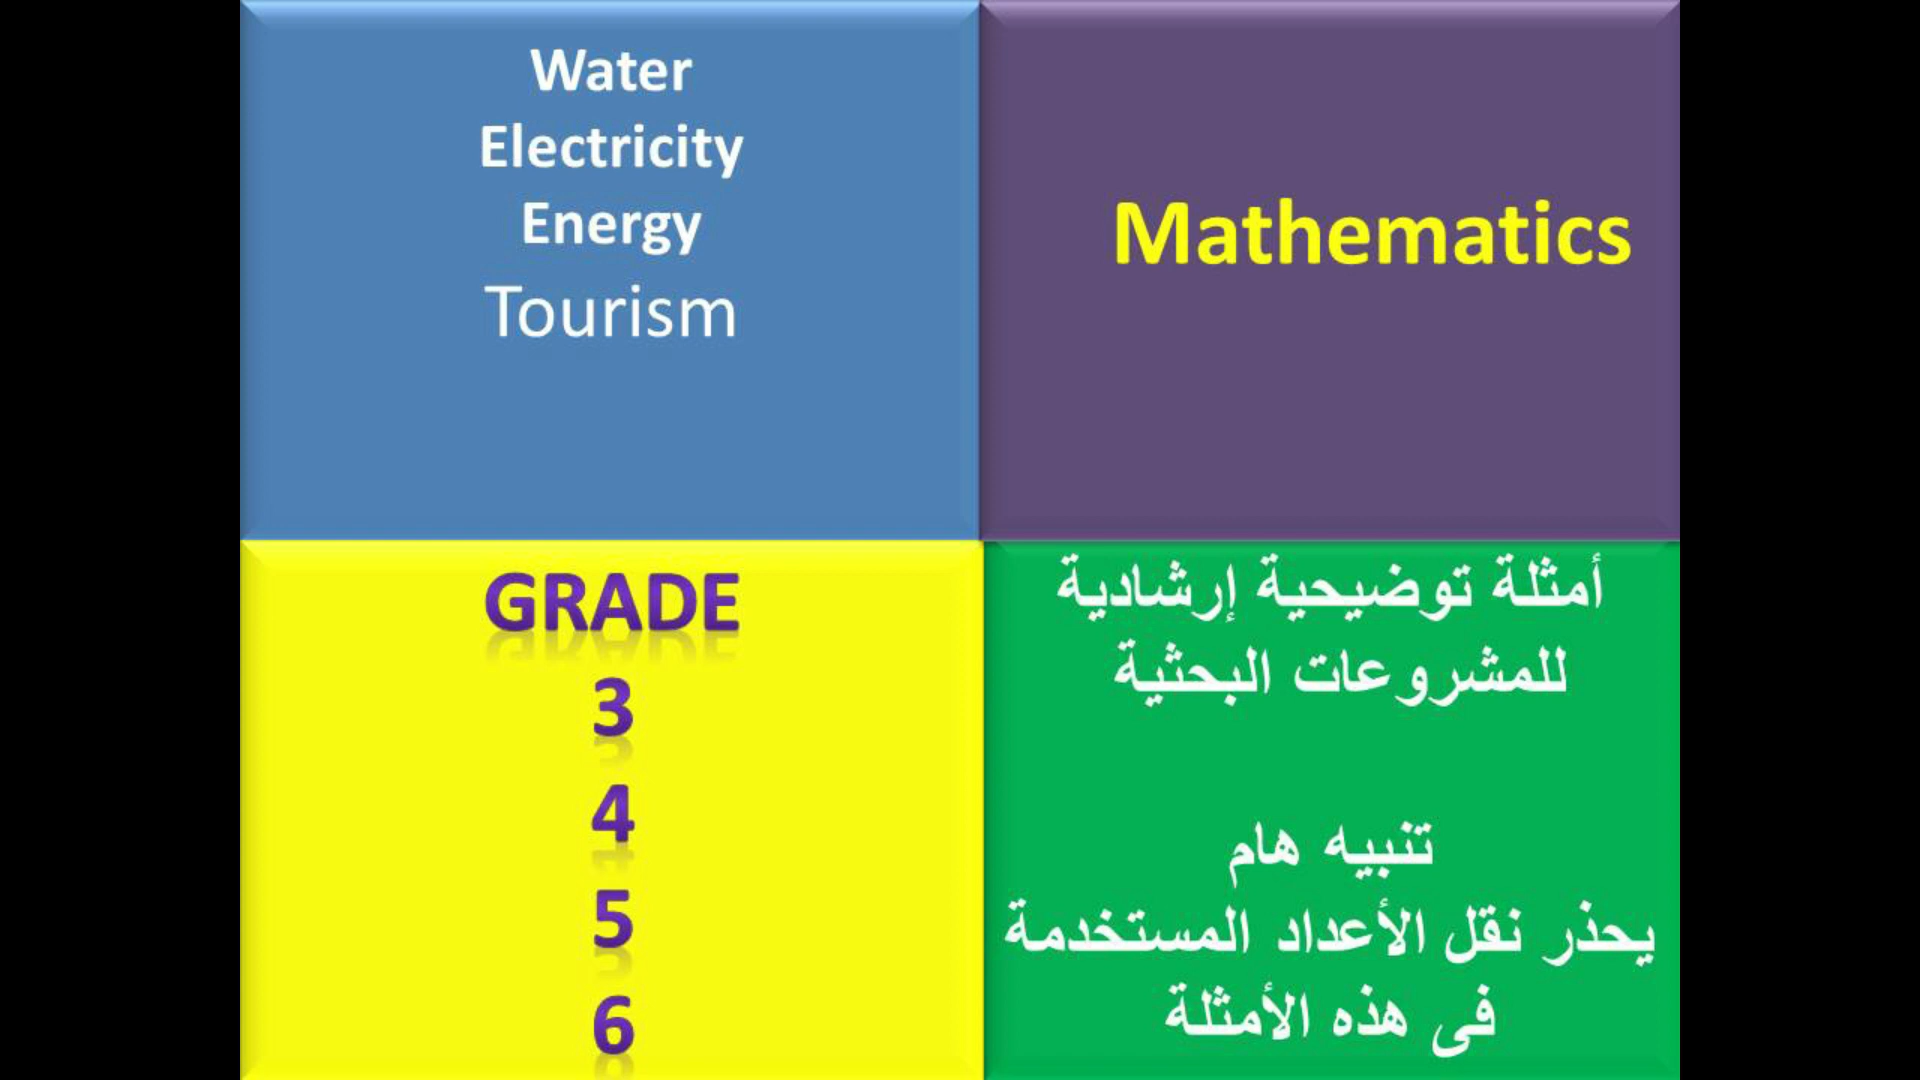 Water
Electricity
Energy
Tourism
Mathematics
GRADE
3
4
5
6
أمثلة توضيحية إرشادية
للمشروعات البحثية
تنبيه هام
يحذر نقل الأعداد المستخدمة
فى هذه الأمثلة